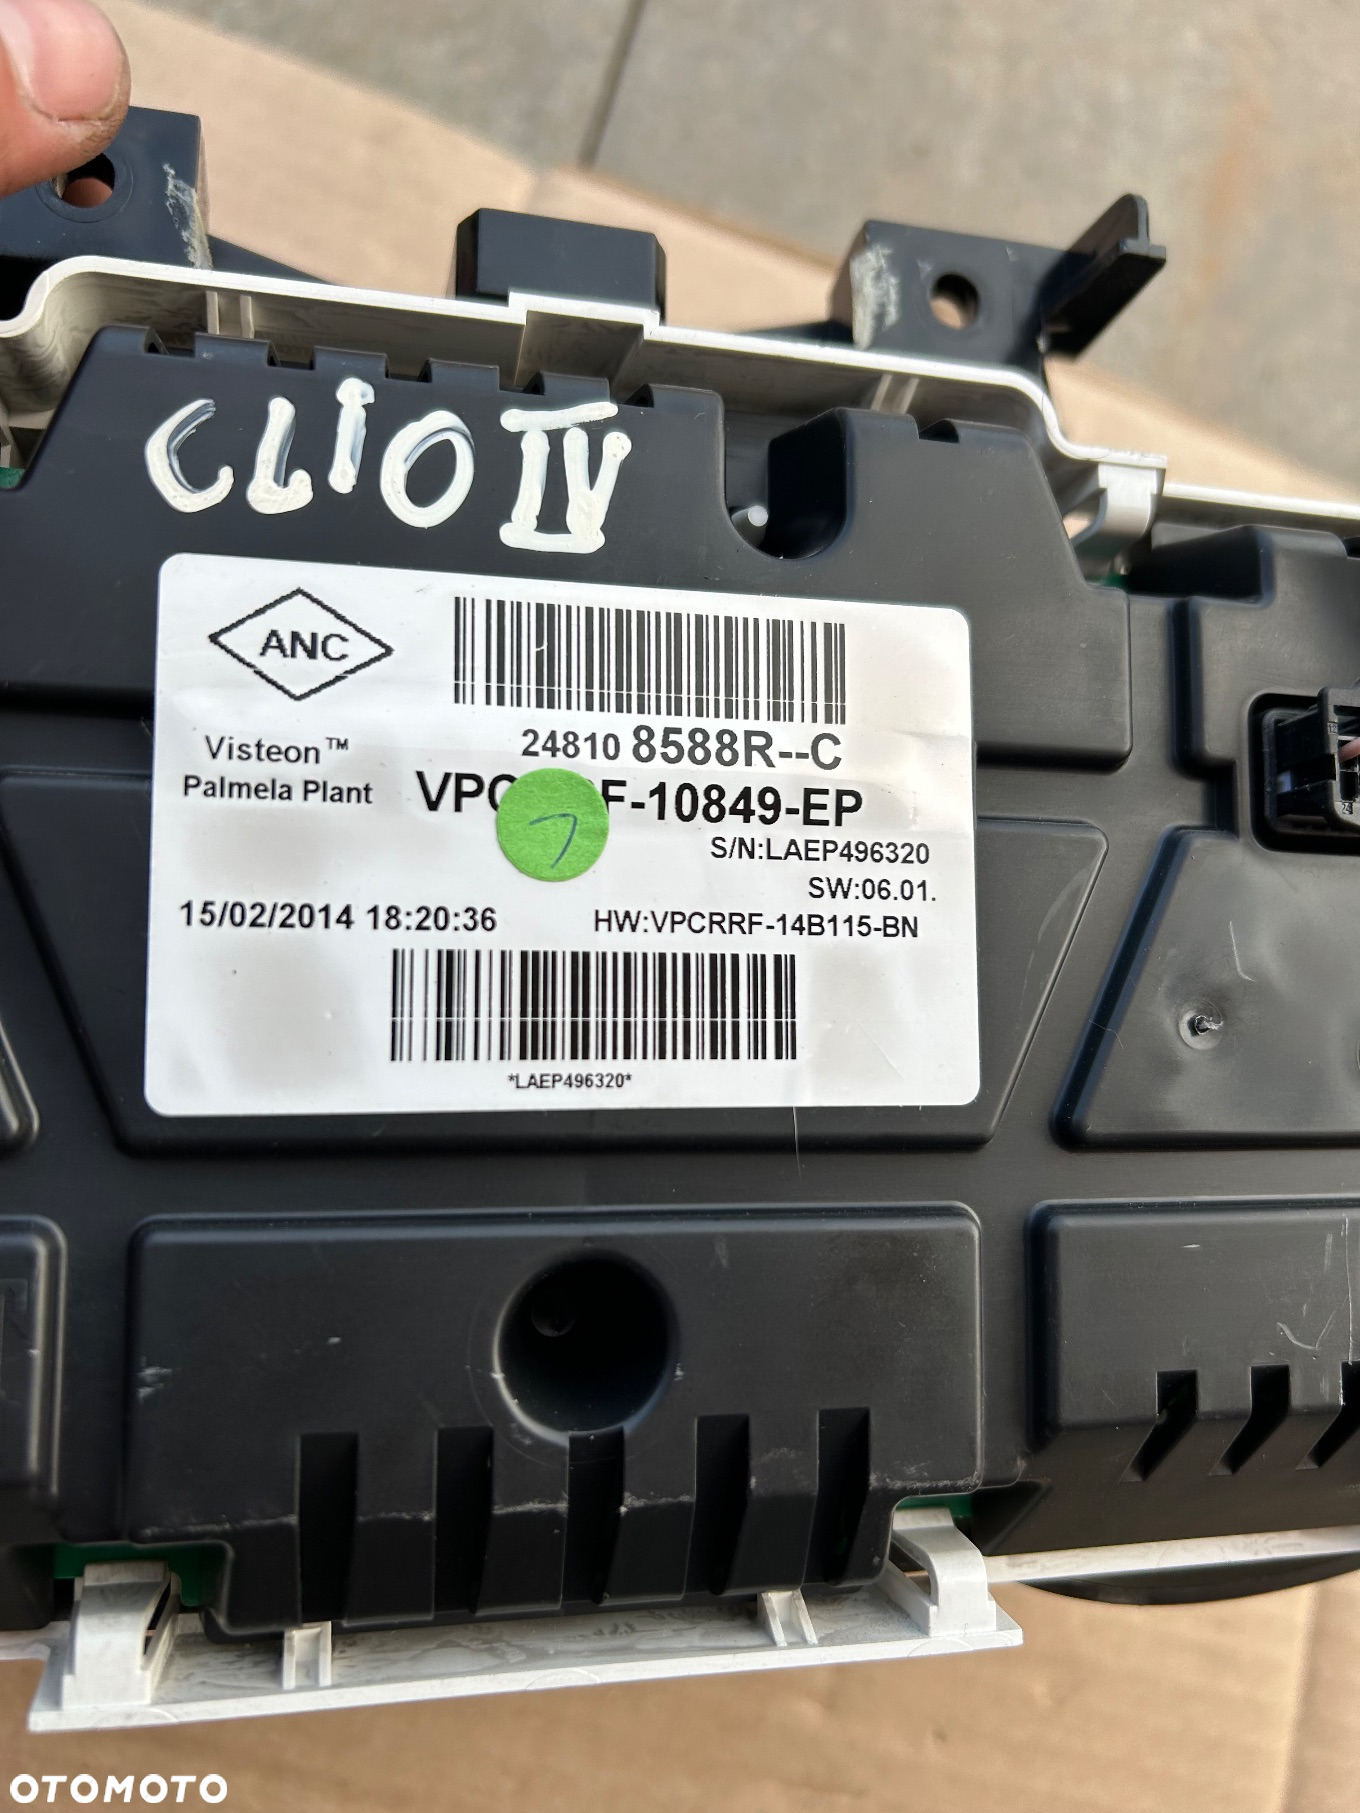 CLIO IV
ANC
24810 8588R--C
Visteon™
Palmela Plant
F-10849-EP
S/N:LAEP496320
SW:06.01.
15/02/2014 18:20:36
HW:VPCRRF-14B115-BN
*LAEP496320*
OTOMOTO